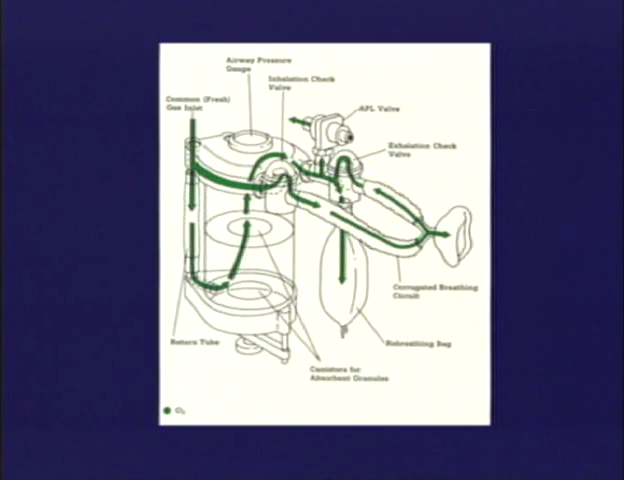 Airway Pressure
Gauge
Inhalation Check
Valve
Common (Fresh)
Gas Inlet
APL Valve
Exhalation Check
Valve
Corrugated Breathing
Circuit
Return Tube
Rebreathing Bag
Canisters for
Absorbent Granules
O₂